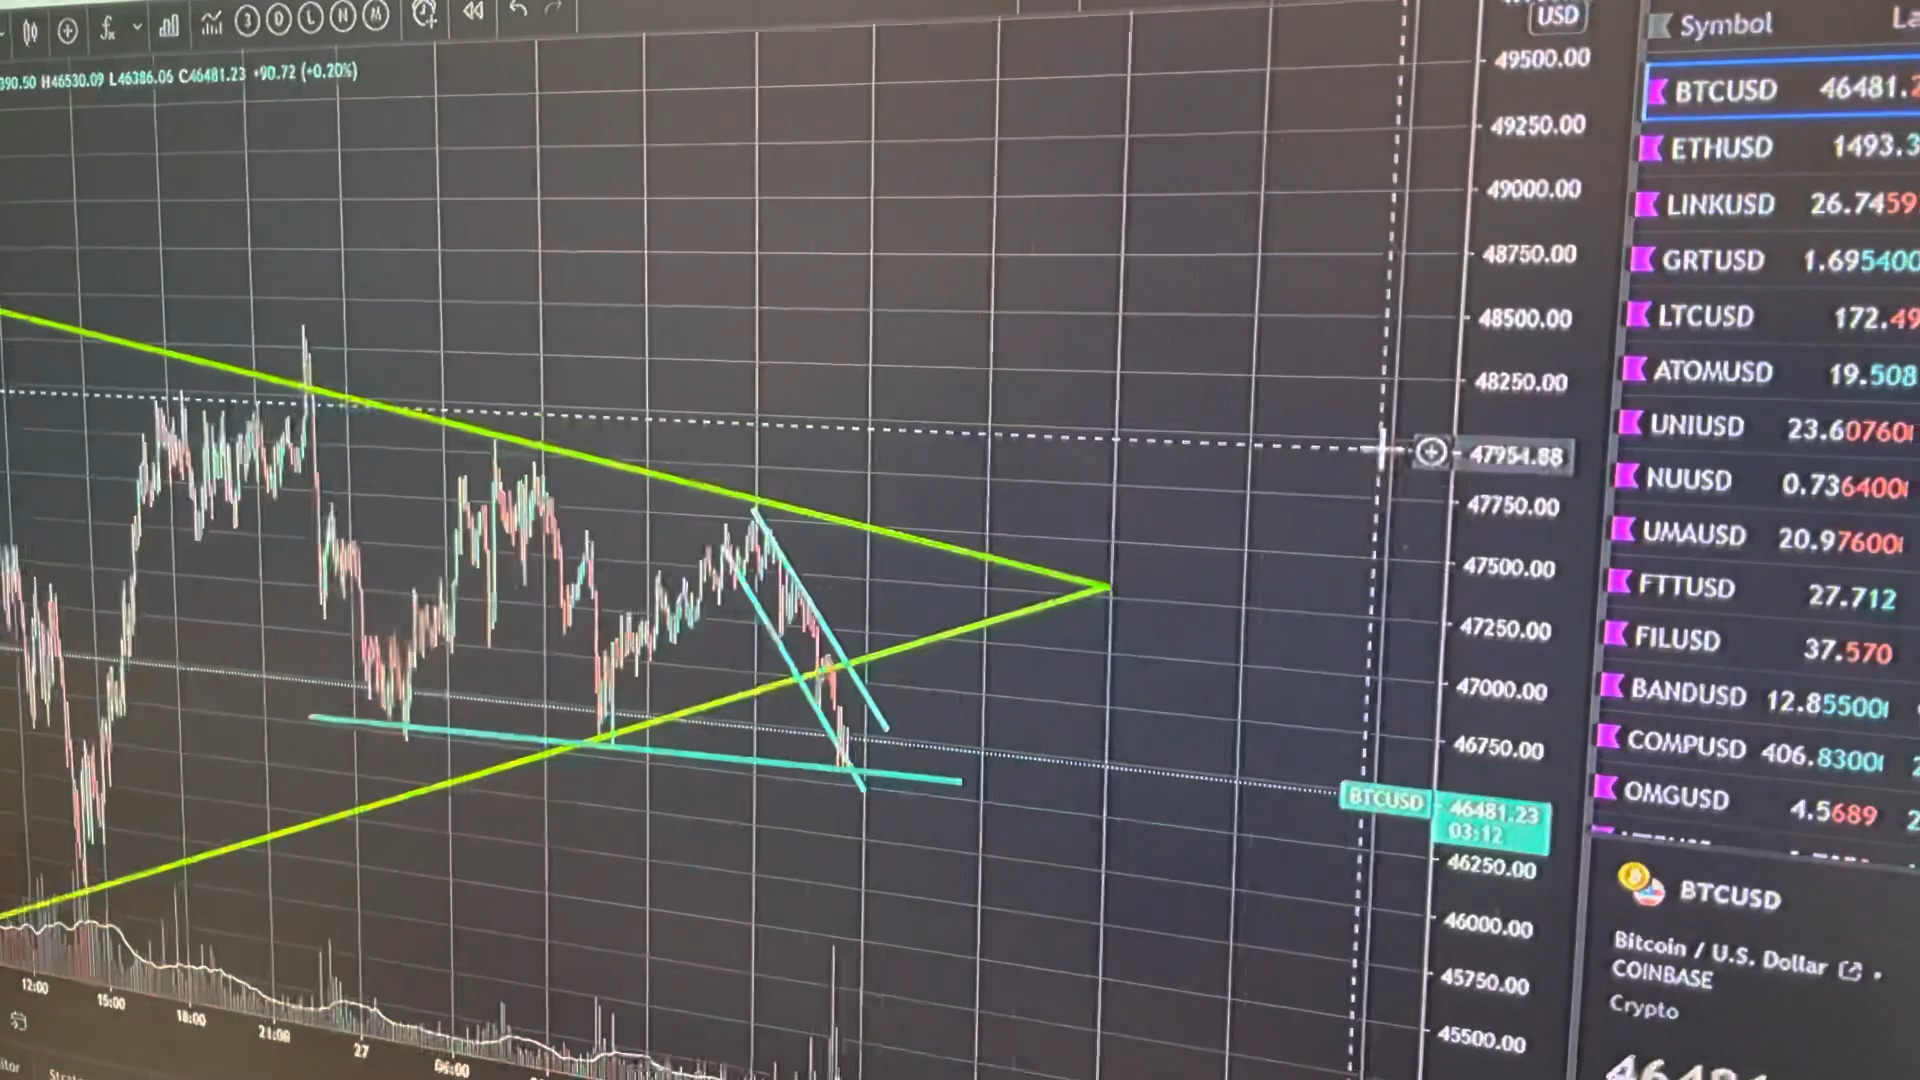 3 D L N M
390.50 H46530.09 L46386.06 C46481.23 +90.72 (+0.20%)
USD
49500.00
49250.00
49000.00
48750.00
48500.00
48250.00
47951.88
47750.00
47500.00
47250.00
47000.00
46750.00
BTCUSD
46481.23
03:12
46250.00
46000.00
45750.00
45500.00
12:00
15:00
18:00
21:00
27
06:00
Symbol
BTCUSD 46481.2
ETHUSD 1493.3
LINKUSD 26.7459
GRTUSD 1.695400
LTCUSD 172.49
ATOMUSD 19.508
UNIUSD 23.60760
NUUSD 0.736400
UMAUSD 20.97600
FTTUSD 27.712
FILUSD 37.570
BANDUSD 12.85500
COMPUSD 406.8300
OMGUSD 4.5689
BTCUSD
Bitcoin / U.S. Dollar
COINBASE
Crypto